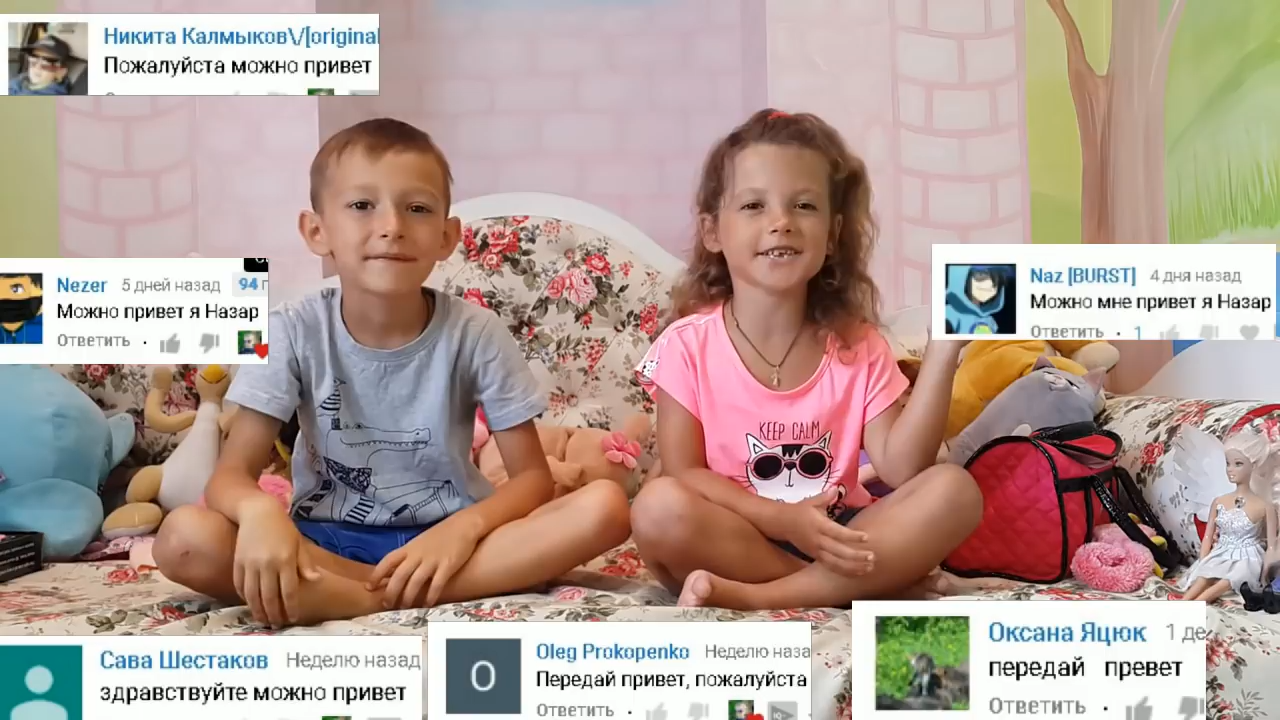 Никита Калмыков\/[original
Пожалуйста можно привет
Nezer 5 дней назад 94
Можно привет я Назар
Ответить
Naz [BURST] 4 дня назад
Можно мне привет я Назар
Ответить · 1
KEEP CALM
Сава Шестаков Неделю назад
здравствуйте можно привет
Oleg Prokopenko Неделю наза
O
Передай привет, пожалуйста
Ответить
Оксана Яцюк 1 де
передай превет
Ответить